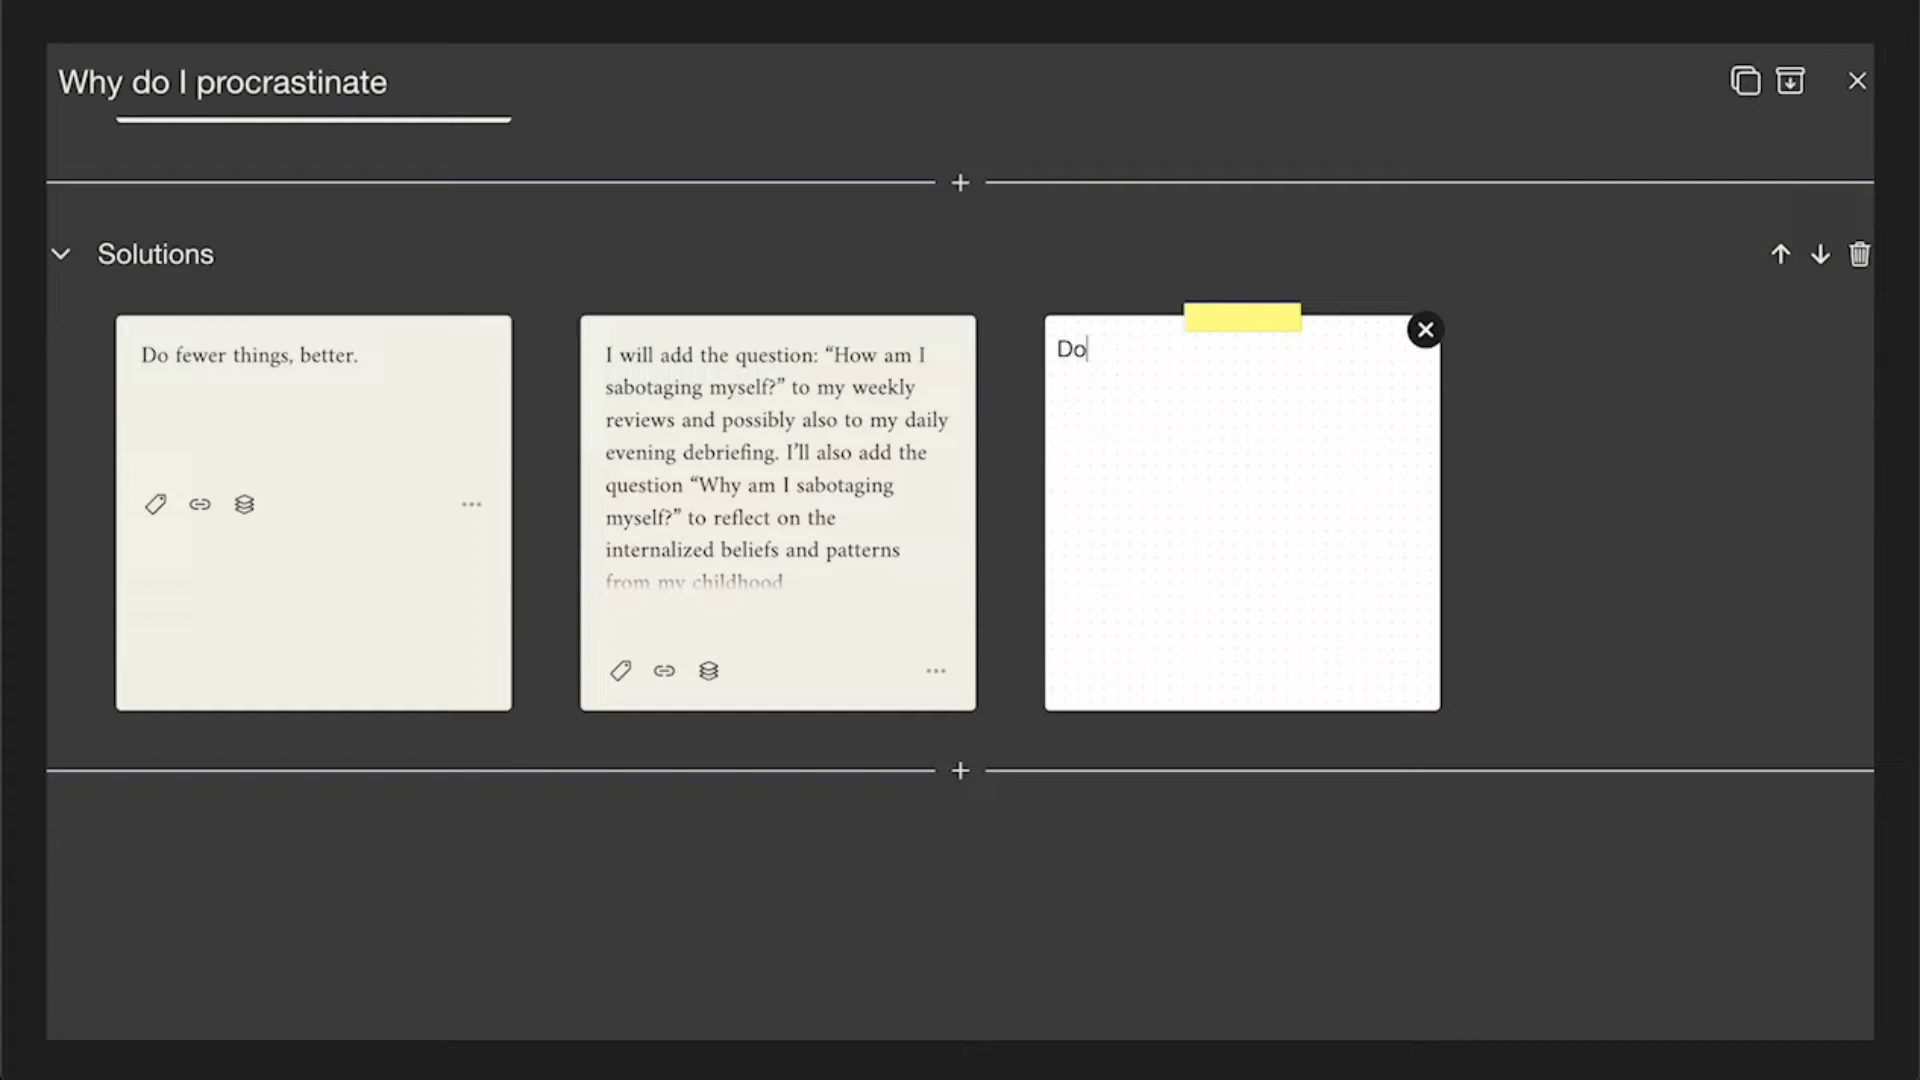 Why do I procrastinate
Solutions
Do fewer things, better.
I will add the question: “How am I
sabotaging myself?” to my weekly
reviews and possibly also to my daily
evening debriefing. I’ll also add the
question “Why am I sabotaging
myself?” to reflect on the
internalized beliefs and patterns
from my childhood
Do